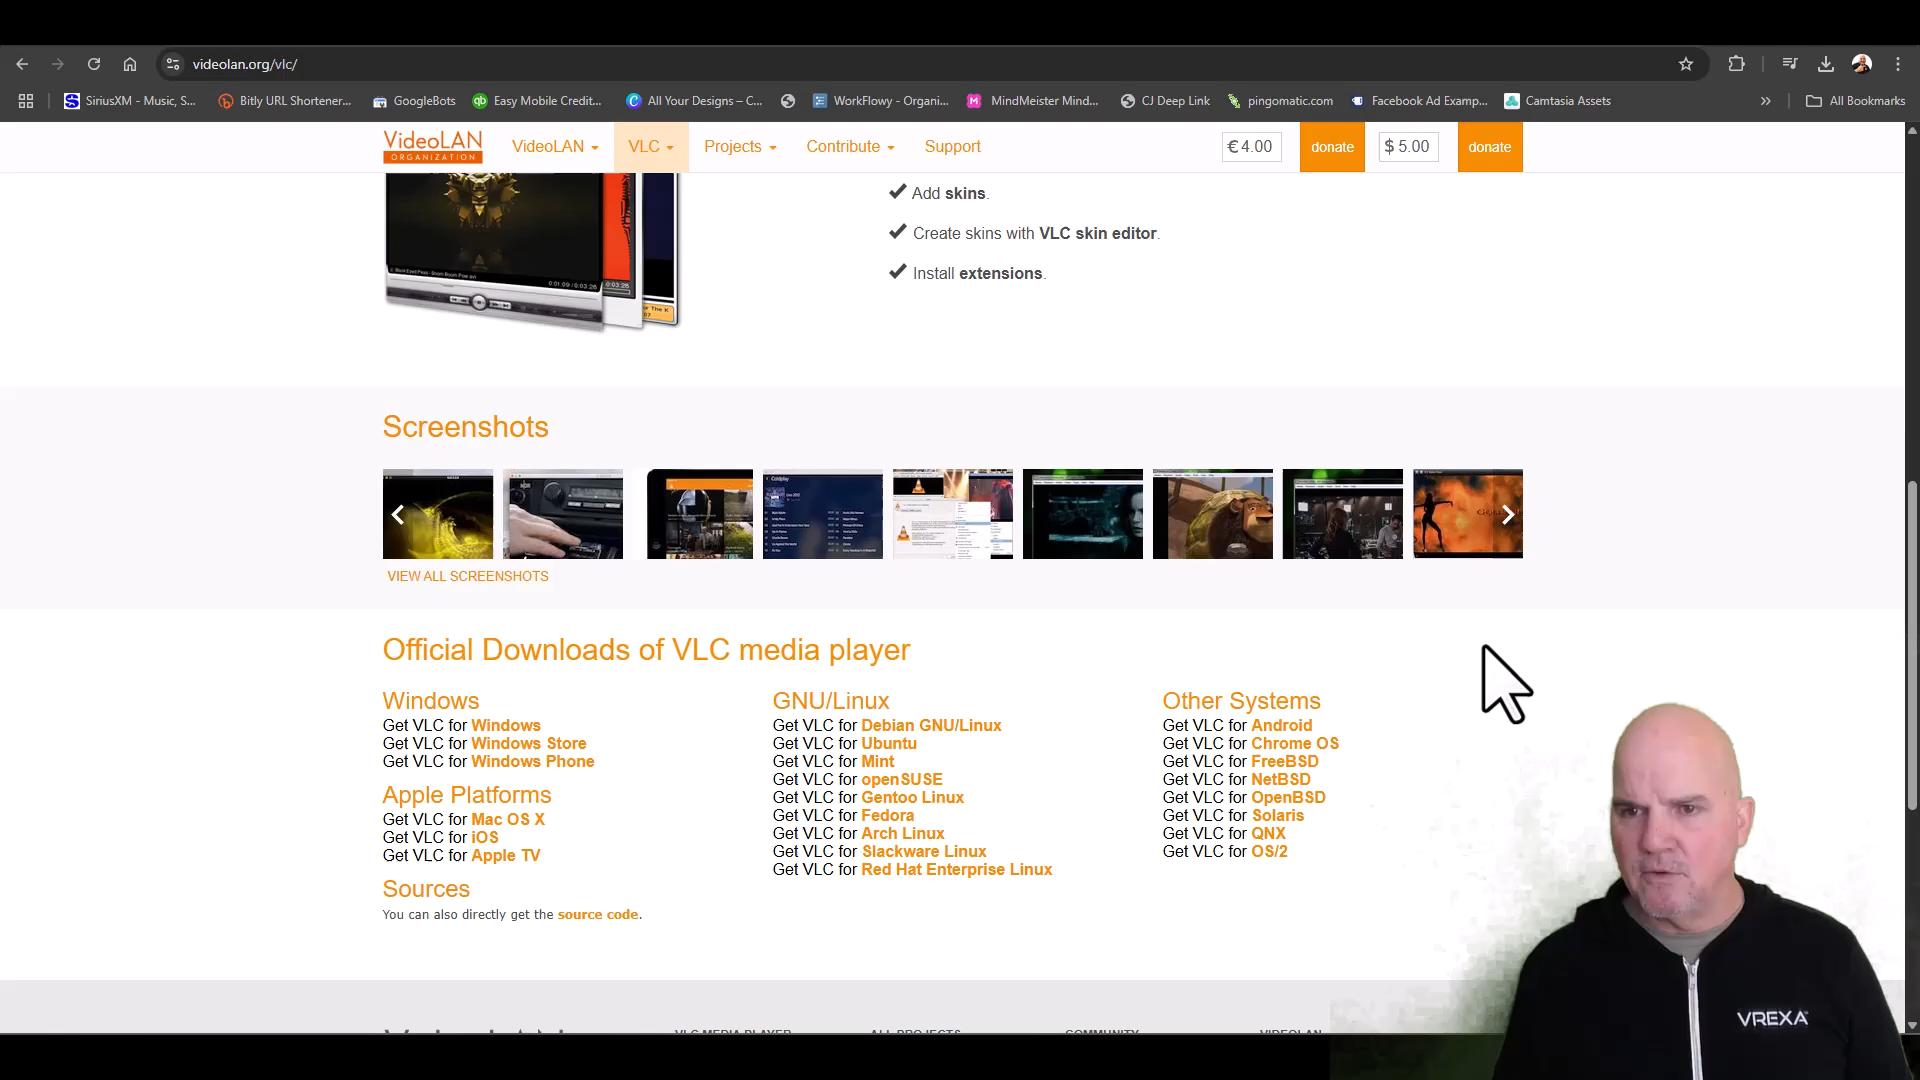 videolan.org/vlc/
SiriusXM - Music, S...
Bitly URL Shortener...
GoogleBots
Easy Mobile Credit...
All Your Designs – C...
WorkFlowy - Organi...
MindMeister Mind...
CJ Deep Link
pingomatic.com
Facebook Ad Examp...
Camtasia Assets
»
All Bookmarks
VideoLAN
ORGANIZATION
VideoLAN
VLC
Projects
Contribute
Support
€ 4.00
donate
$ 5.00
donate
Add skins.
Create skins with VLC skin editor.
Install extensions.
Screenshots
VIEW ALL SCREENSHOTS
Official Downloads of VLC media player
Windows
Get VLC for Windows
Get VLC for Windows Store
Get VLC for Windows Phone
Apple Platforms
Get VLC for Mac OS X
Get VLC for iOS
Get VLC for Apple TV
Sources
You can also directly get the source code.
GNU/Linux
Get VLC for Debian GNU/Linux
Get VLC for Ubuntu
Get VLC for Mint
Get VLC for openSUSE
Get VLC for Gentoo Linux
Get VLC for Fedora
Get VLC for Arch Linux
Get VLC for Slackware Linux
Get VLC for Red Hat Enterprise Linux
Other Systems
Get VLC for Android
Get VLC for Chrome OS
Get VLC for FreeBSD
Get VLC for NetBSD
Get VLC for OpenBSD
Get VLC for Solaris
Get VLC for QNX
Get VLC for OS/2
VLC MEDIA PLAYER
ALL PROJECTS
COMMUNITY
VIDEOLAN
VREXA